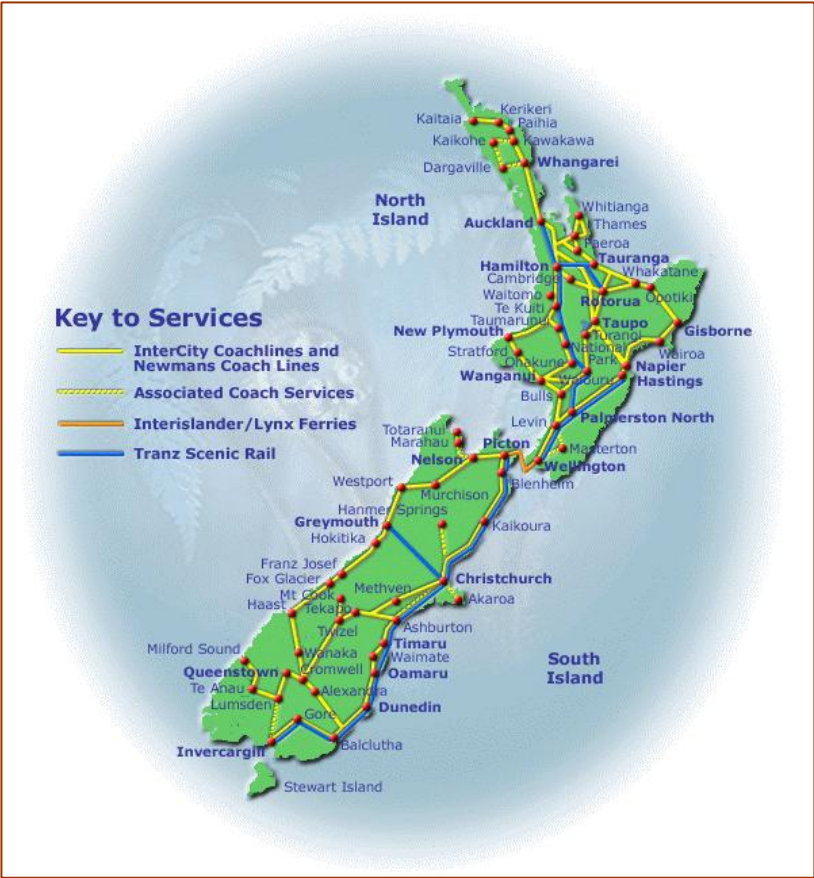 Kerikeri
Kaitaia
Paihia
Kaikohe
Kawakawa
Whangarei
Dargaville
North
Island
Whitianga
Auckland
Thames
Paeroa
Tauranga
Hamilton
Whakatane
Cambridge
Waitomo
Rotorua
Opotiki
Te Kuiti
Taumarunui
Taupo
New Plymouth
Gisborne
Turangi
Stratford
National
Park
Wairoa
Ohakune
Napier
Wanganui
Waiouru
Hastings
Bulls
Levin
Palmerston North
Key to Services
InterCity Coachlines and
Newmans Coach Lines
Associated Coach Services
Interislander/Lynx Ferries
Tranz Scenic Rail
Totaranui
Marahau
Picton
Masterton
Nelson
Wellington
Westport
Blenheim
Murchison
Hanmer Springs
Greymouth
Kaikoura
Hokitika
Franz Josef
Fox Glacier
Christchurch
Methven
Mt Cook
Haast
Tekapo
Akaroa
Twizel
Ashburton
Timaru
Milford Sound
Wanaka
Waimate
South
Island
Queenstown
Cromwell
Oamaru
Te Anau
Alexandra
Lumsden
Dunedin
Gore
Invercargill
Balclutha
Stewart Island